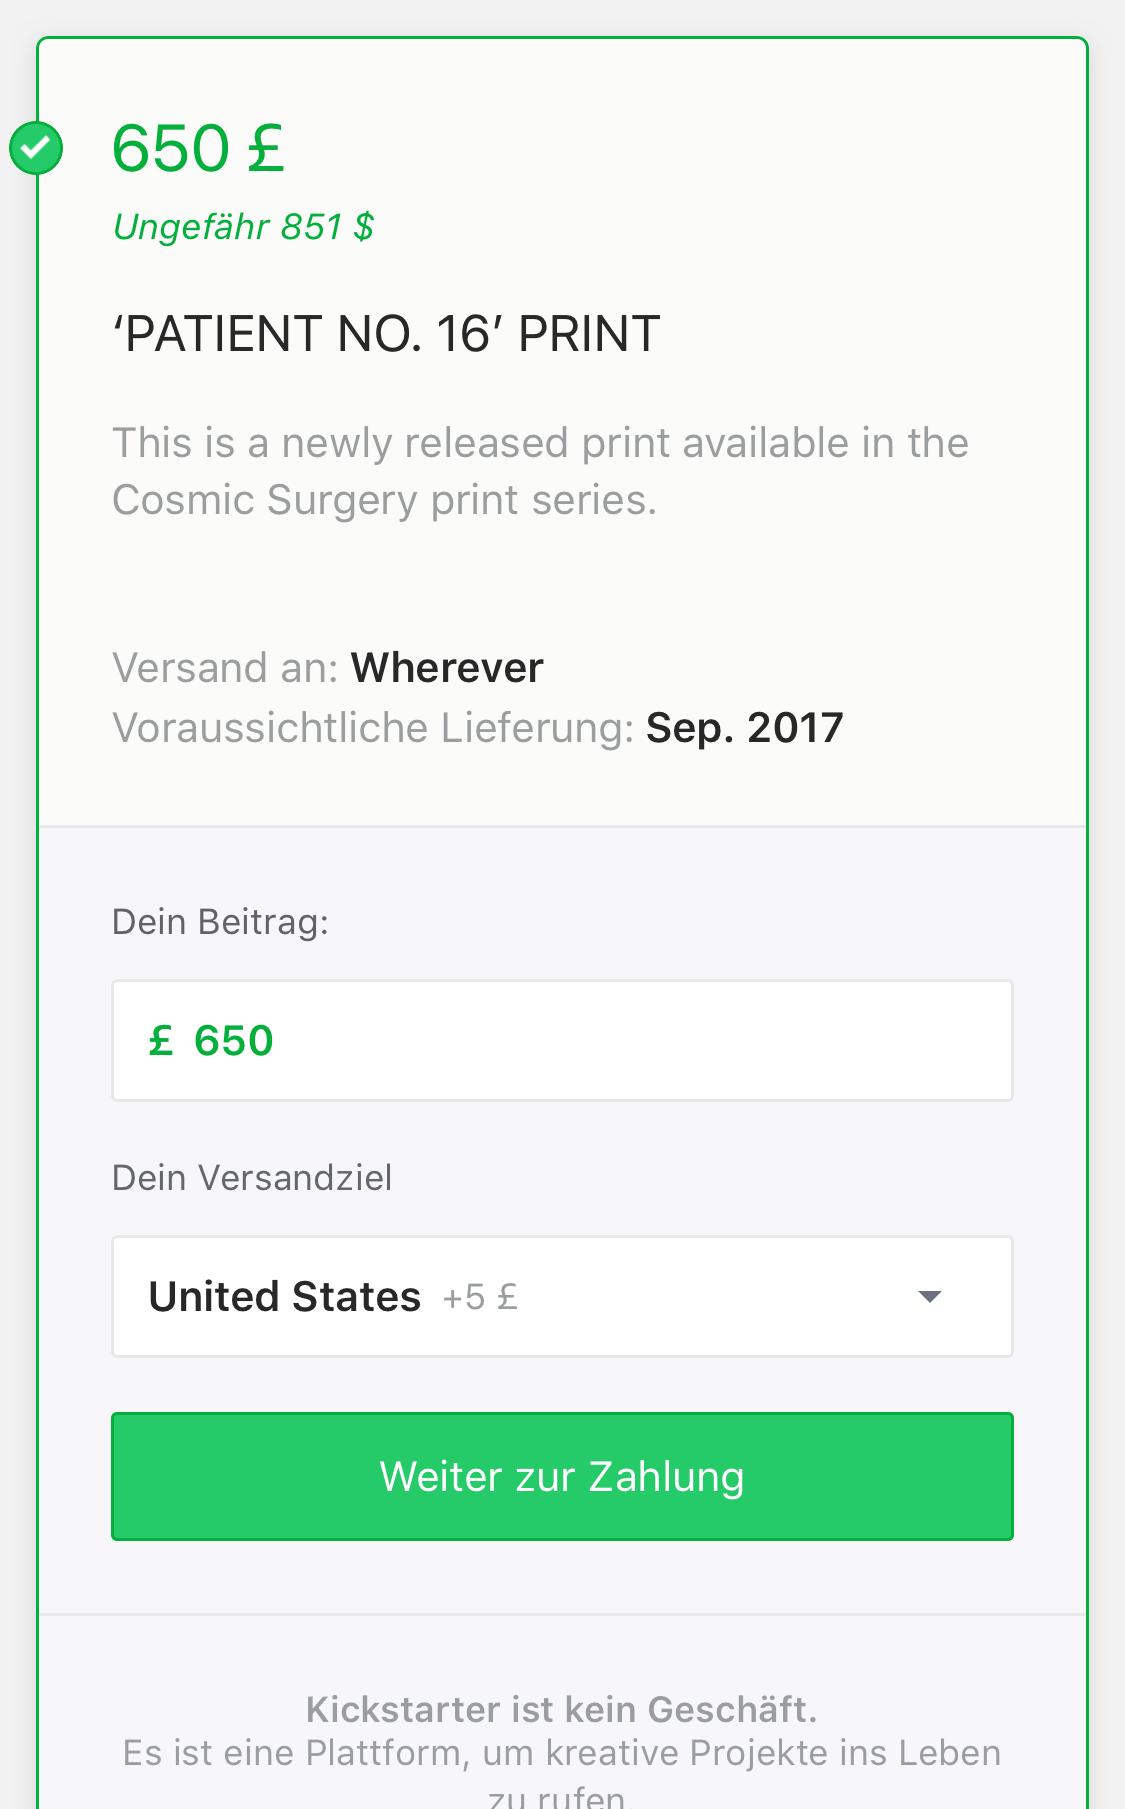 650 £
Ungefähr 851 $
‘PATIENT NO. 16’ PRINT
This is a newly released print available in the
Cosmic Surgery print series.
Versand an: Wherever
Voraussichtliche Lieferung: Sep. 2017
Dein Beitrag:
£ 650
Dein Versandziel
United States +5 £
Weiter zur Zahlung
Kickstarter ist kein Geschäft.
Es ist eine Plattform, um kreative Projekte ins Leben
zu rufen.